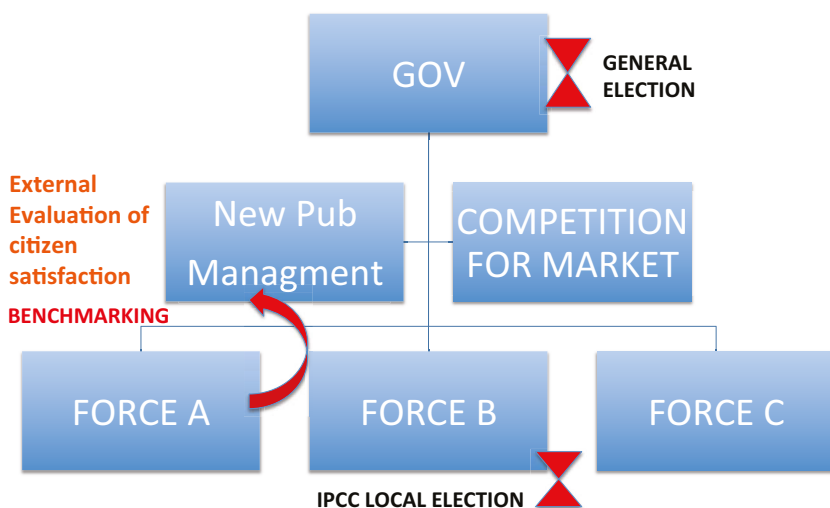 GOV
GENERAL
ELECTION
External
Evaluation of
citizen
satisfaction
BENCHMARKING
New Pub
Managment
COMPETITION
FOR MARKET
FORCE A
FORCE B
FORCE C
IPCC LOCAL ELECTION